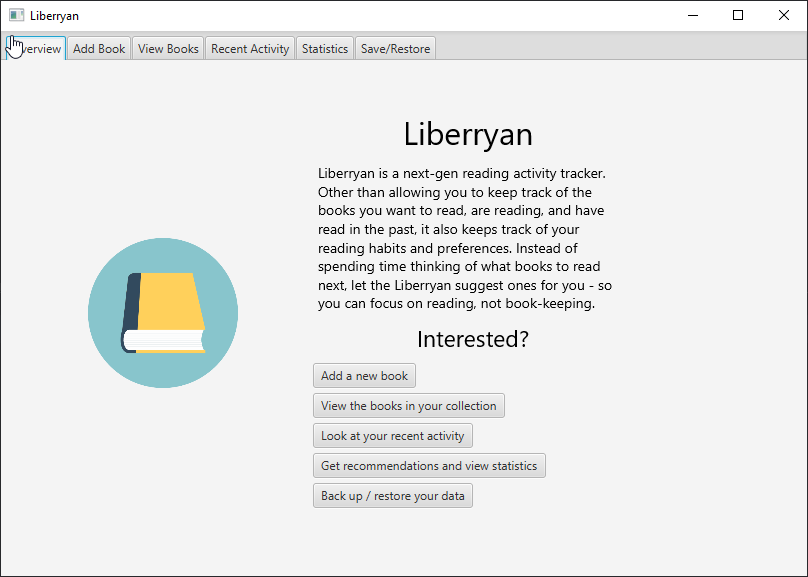 Liberryan
Overview Add Book View Books Recent Activity Statistics Save/Restore
Liberryan
Liberryan is a next-gen reading activity tracker.
Other than allowing you to keep track of the
books you want to read, are reading, and have
read in the past, it also keeps track of your
reading habits and preferences. Instead of
spending time thinking of what books to read
next, let the Liberryan suggest ones for you - so
you can focus on reading, not book-keeping.
Interested?
Add a new book
View the books in your collection
Look at your recent activity
Get recommendations and view statistics
Back up / restore your data